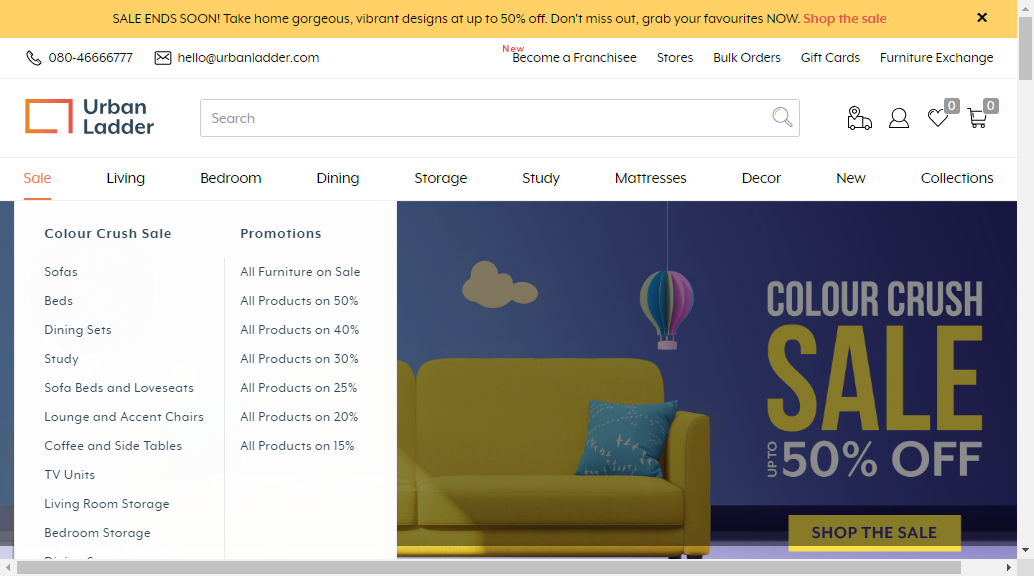 SALE ENDS SOON! Take home gorgeous, vibrant designs at up to 50% off. Don't miss out, grab your favourites NOW. Shop the sale
080-46666777 hello@urbanladder.com New Become a Franchisee Stores Bulk Orders Gift Cards Furniture Exchange
Urban
Ladder
Search
0 0
Sale Living Bedroom Dining Storage Study Mattresses Decor New Collections
Colour Crush Sale
Sofas
Beds
Dining Sets
Study
Sofa Beds and Loveseats
Lounge and Accent Chairs
Coffee and Side Tables
TV Units
Living Room Storage
Bedroom Storage
Promotions
All Furniture on Sale
All Products on 50%
All Products on 40%
All Products on 30%
All Products on 25%
All Products on 20%
All Products on 15%
COLOUR CRUSH
SALE
UPTO 50% OFF
SHOP THE SALE